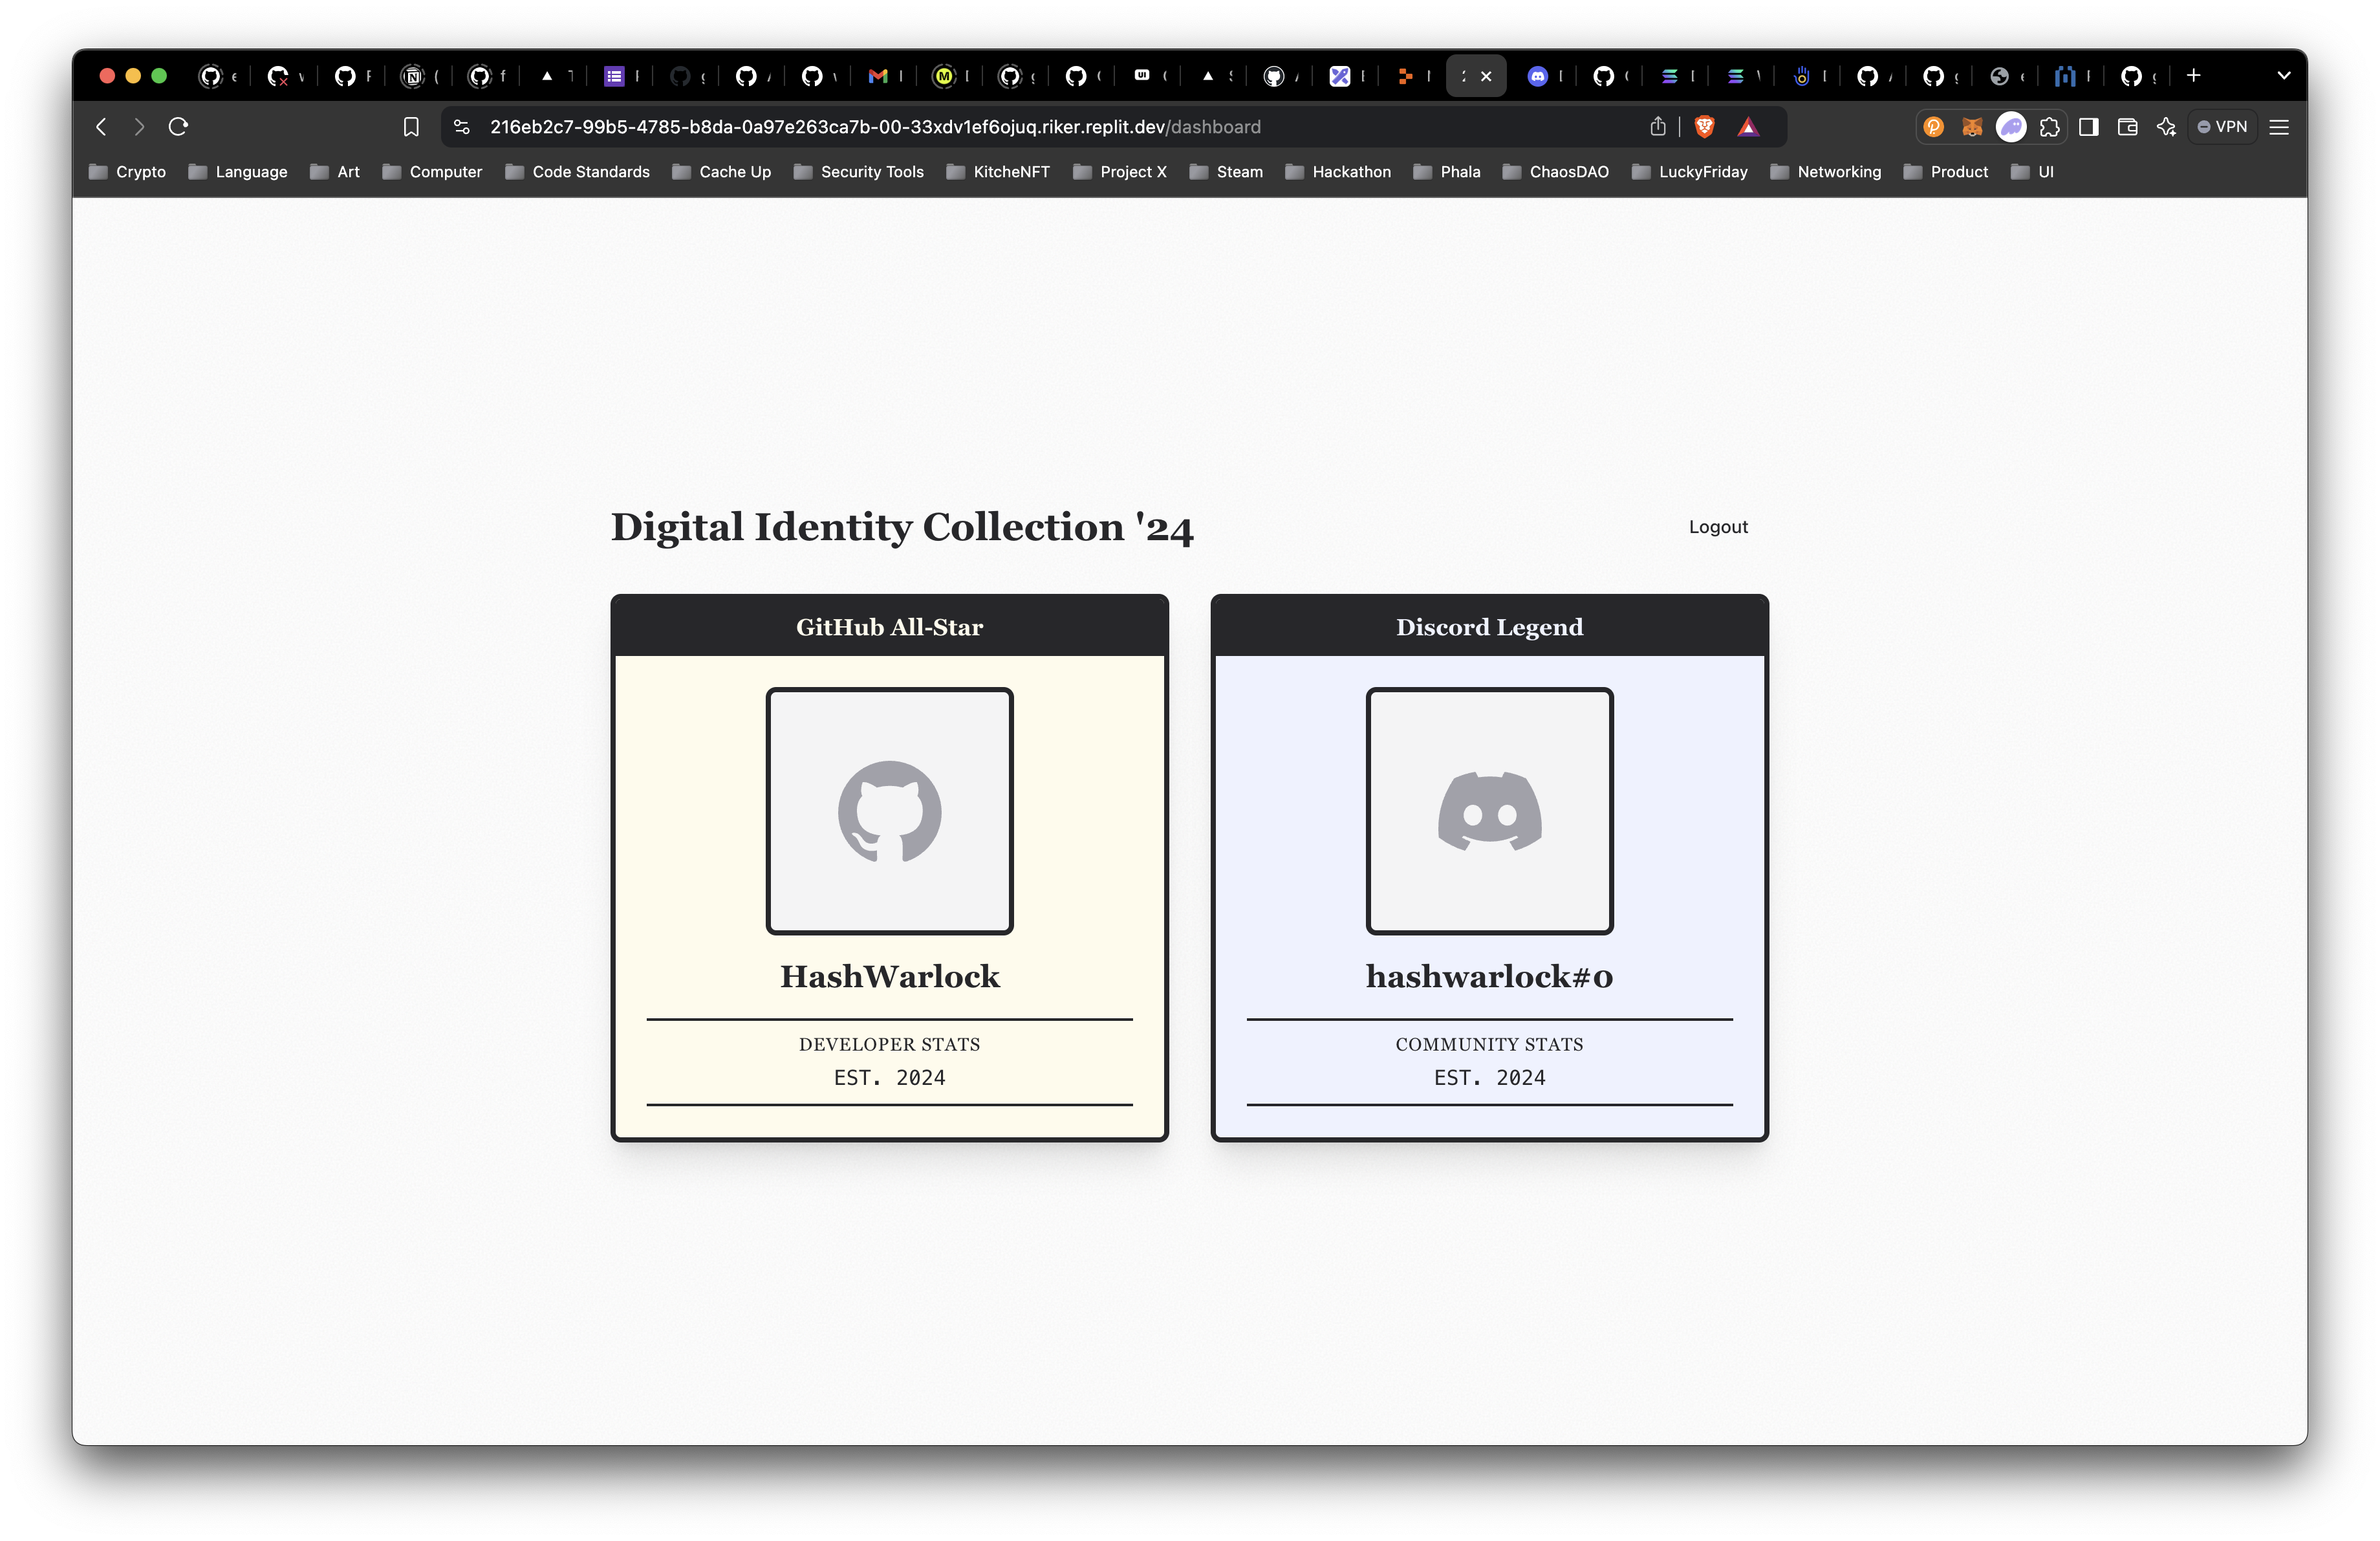 216eb2c7-99b5-4785-b8da-0a97e263ca7b-00-33xdv1ef6ojuq.riker.replit.dev/dashboard
VPN
Crypto Language Art Computer Code Standards Cache Up Security Tools KitcheNFT Project X Steam Hackathon Phala ChaosDAO LuckyFriday Networking Product UI
Digital Identity Collection '24
Logout
GitHub All-Star
HashWarlock
DEVELOPER STATS
EST. 2024
Discord Legend
hashwarlock#0
COMMUNITY STATS
EST. 2024